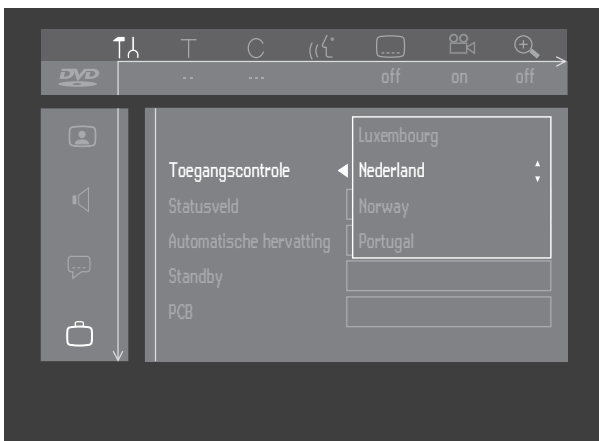 T C
DVD -- --- off on off
Luxembourg
Toegangscontrole Nederland
Statusveld Norway
Automatische hervatting Portugal
Standby
PCB